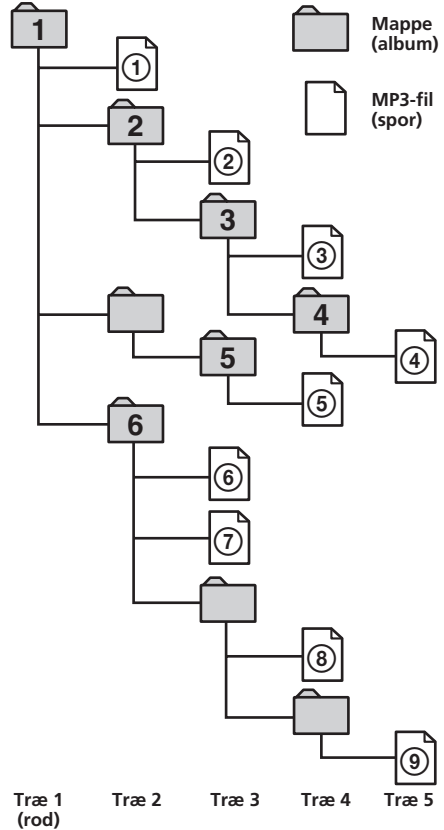 1
Mappe
(album)
①
MP3-fil
(spor)
2
②
3
③
4
④
5
⑤
6
⑥
⑦
⑧
⑨
Træ 1
(rod)
Træ 2
Træ 3
Træ 4
Træ 5